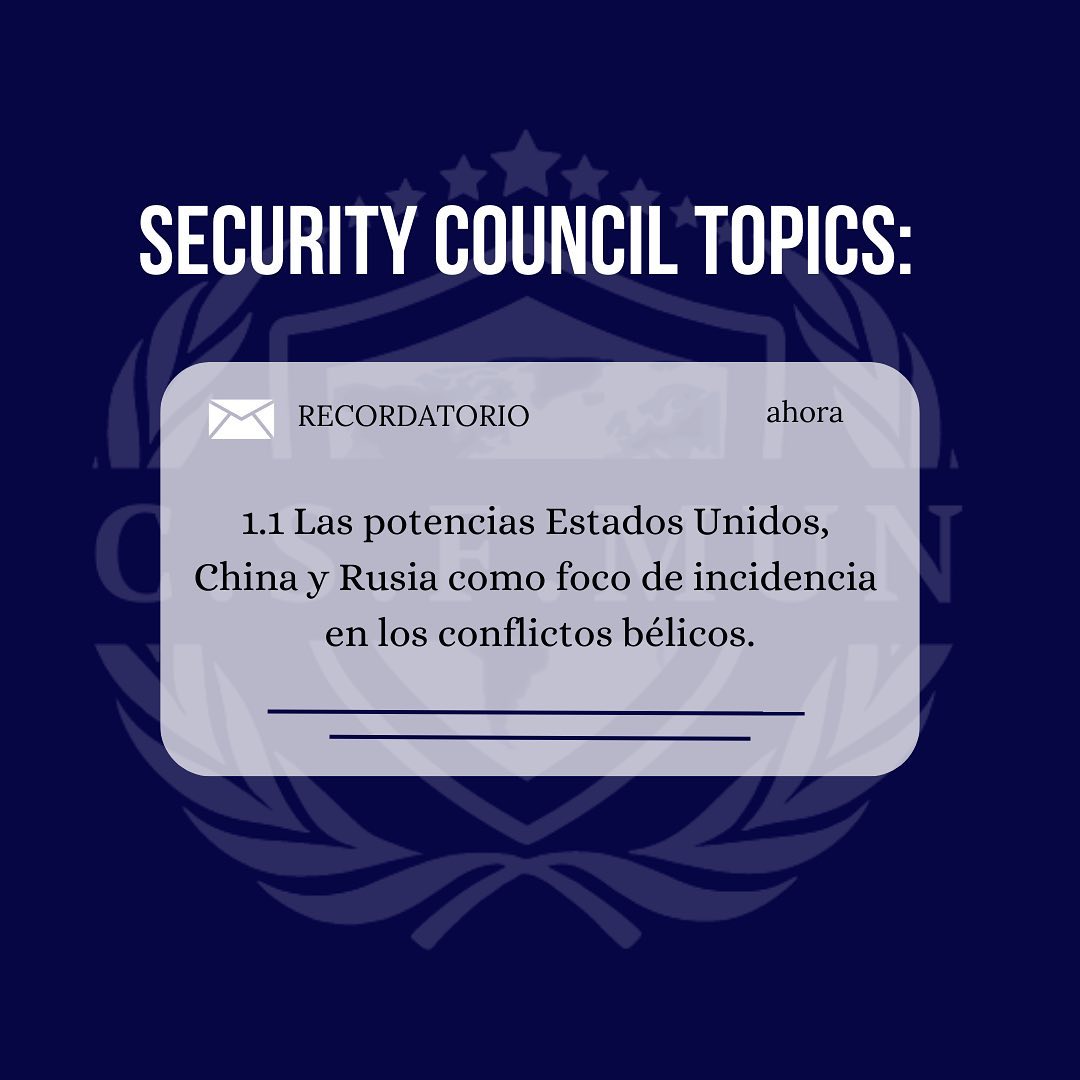 SECURITY COUNCIL TOPICS:
RECORDATORIO
ahora
1.1 Las potencias Estados Unidos,
China y Rusia como foco de incidencia
en los conflictos bélicos.
C.S.F.MUN